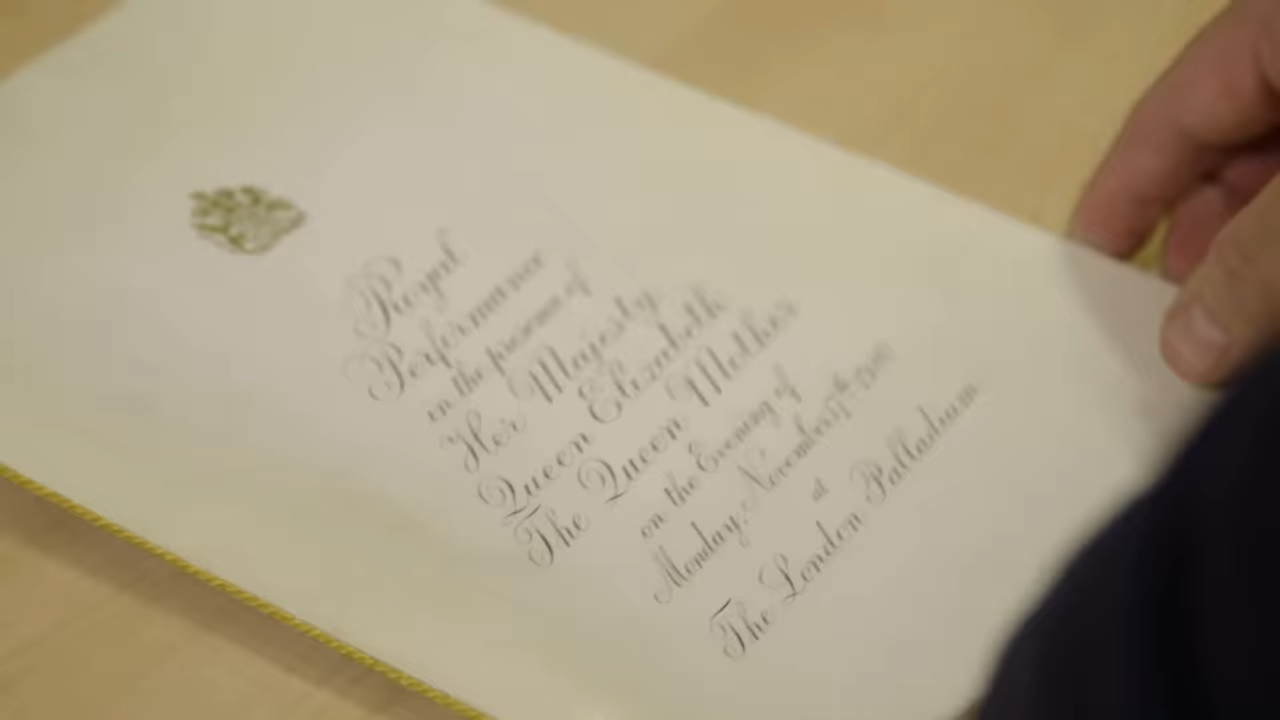 Royal
Performance
in the presence of
Her Majesty
Queen Elizabeth
The Queen Mother
on the Evening of
Monday, November 17th
at
The London Palladium